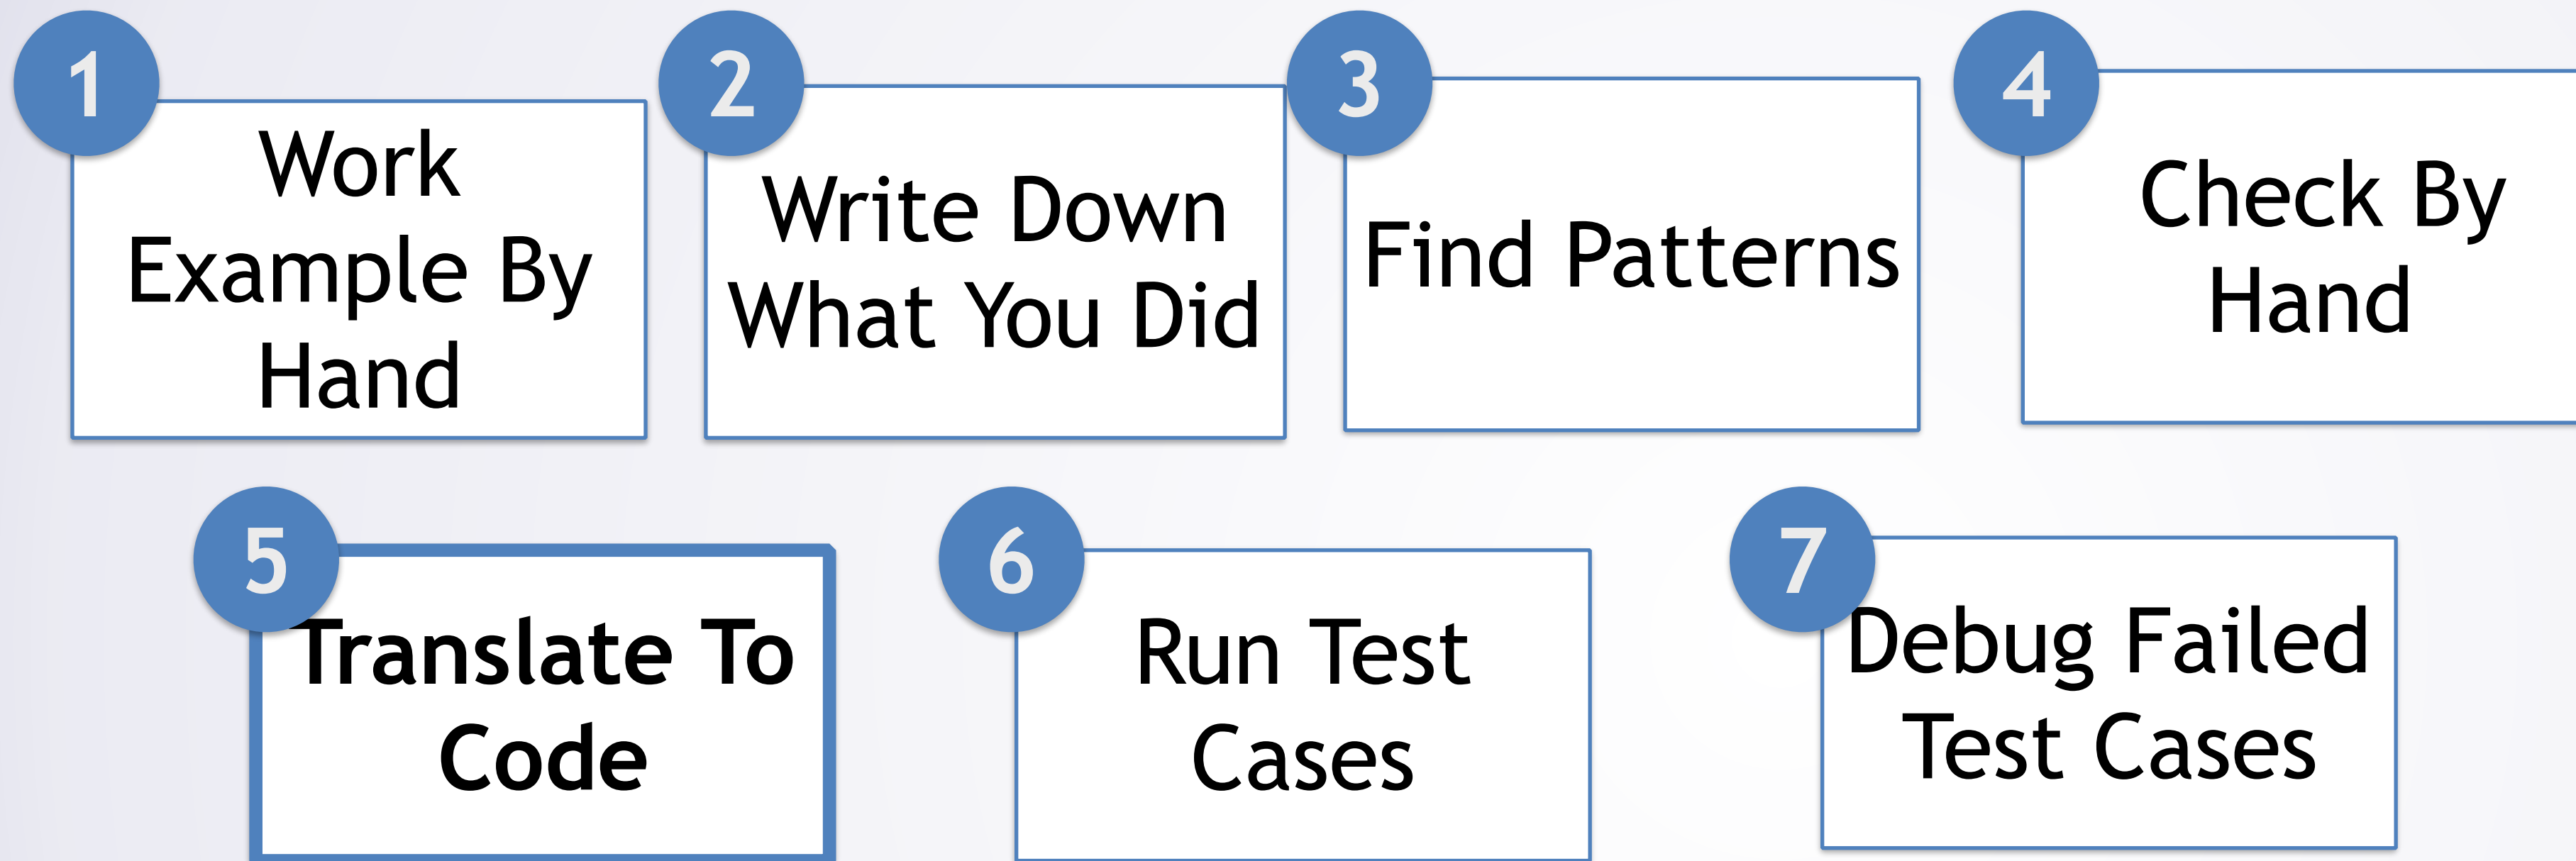 1
Work
Example By
Hand
2
Write Down
What You Did
3
Find Patterns
4
Check By
Hand
5
Translate To
Code
6
Run Test
Cases
7
Debug Failed
Test Cases